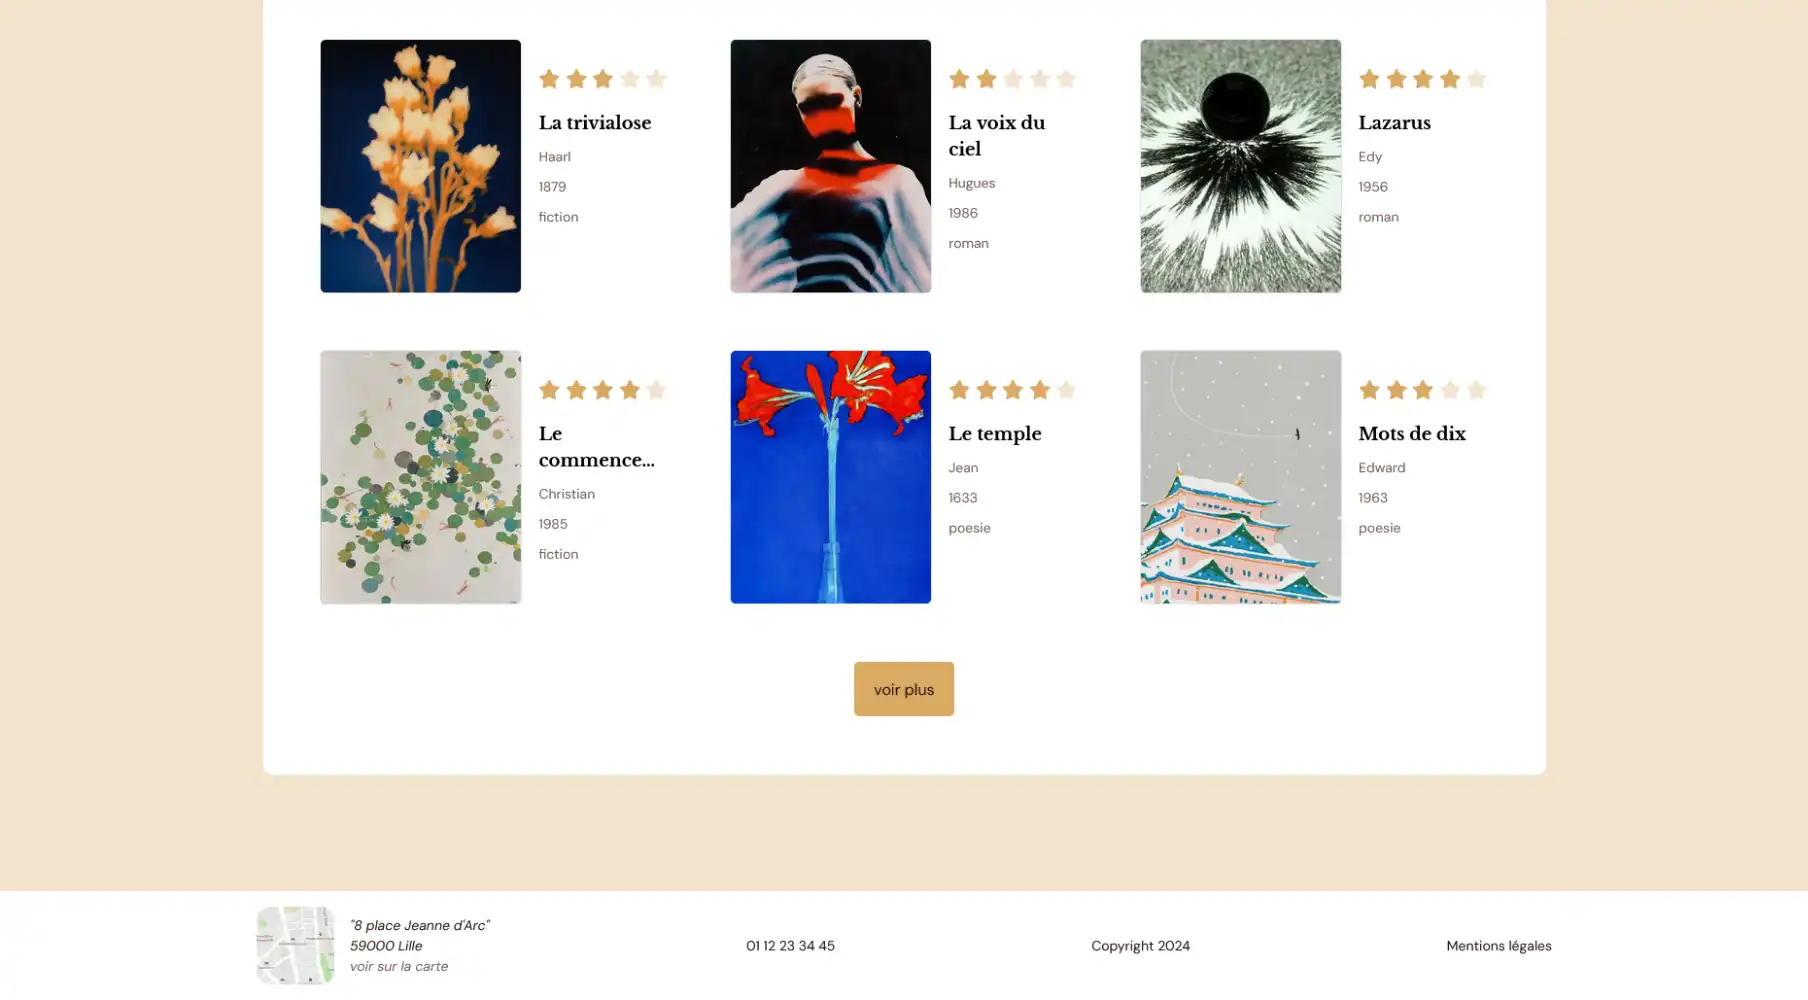 La trivialose
Haarl
1879
fiction
La voix du
ciel
Hugues
1986
roman
Lazarus
Edy
1956
roman
Le
commence...
Christian
1985
fiction
Le temple
Jean
1633
poesie
Mots de dix
Edward
1963
poesie
voir plus
"8 place Jeanne d'Arc"
59000 Lille
voir sur la carte
01 12 23 34 45
Copyright 2024
Mentions légales